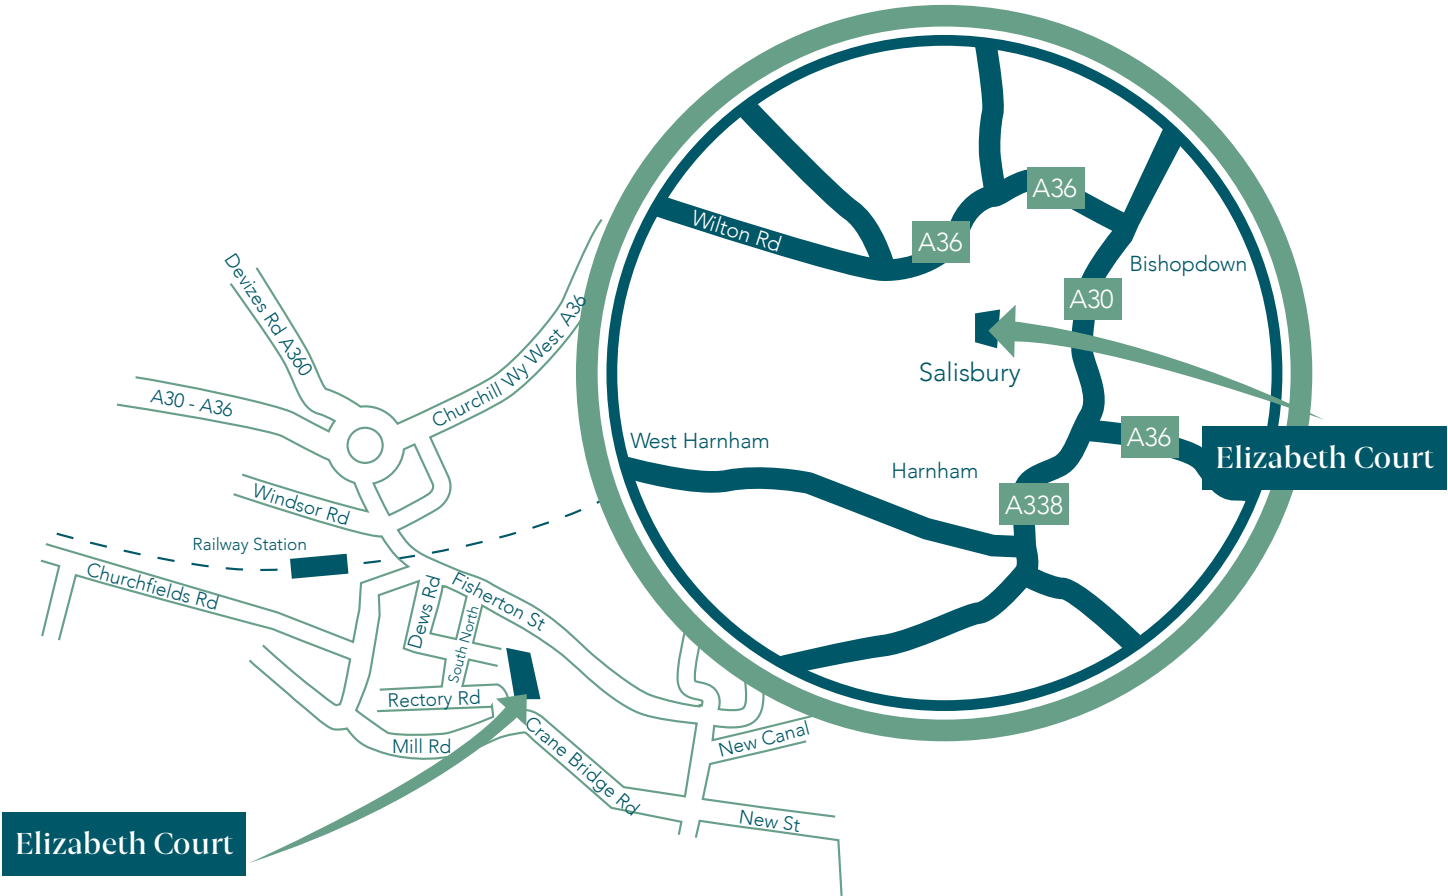 A36
Wilton Rd
A36
Bishopdown
A30
Salisbury
A36
West Harnham
Elizabeth Court
Harnham
A338
Devizes Rd A360
Churchill Wy West A36
A30 - A36
Windsor Rd
Railway Station
Churchfields Rd
Fisherton St
Dews Rd
South North
Rectory Rd
Mill Rd
Crane Bridge Rd
New Canal
New St
Elizabeth Court